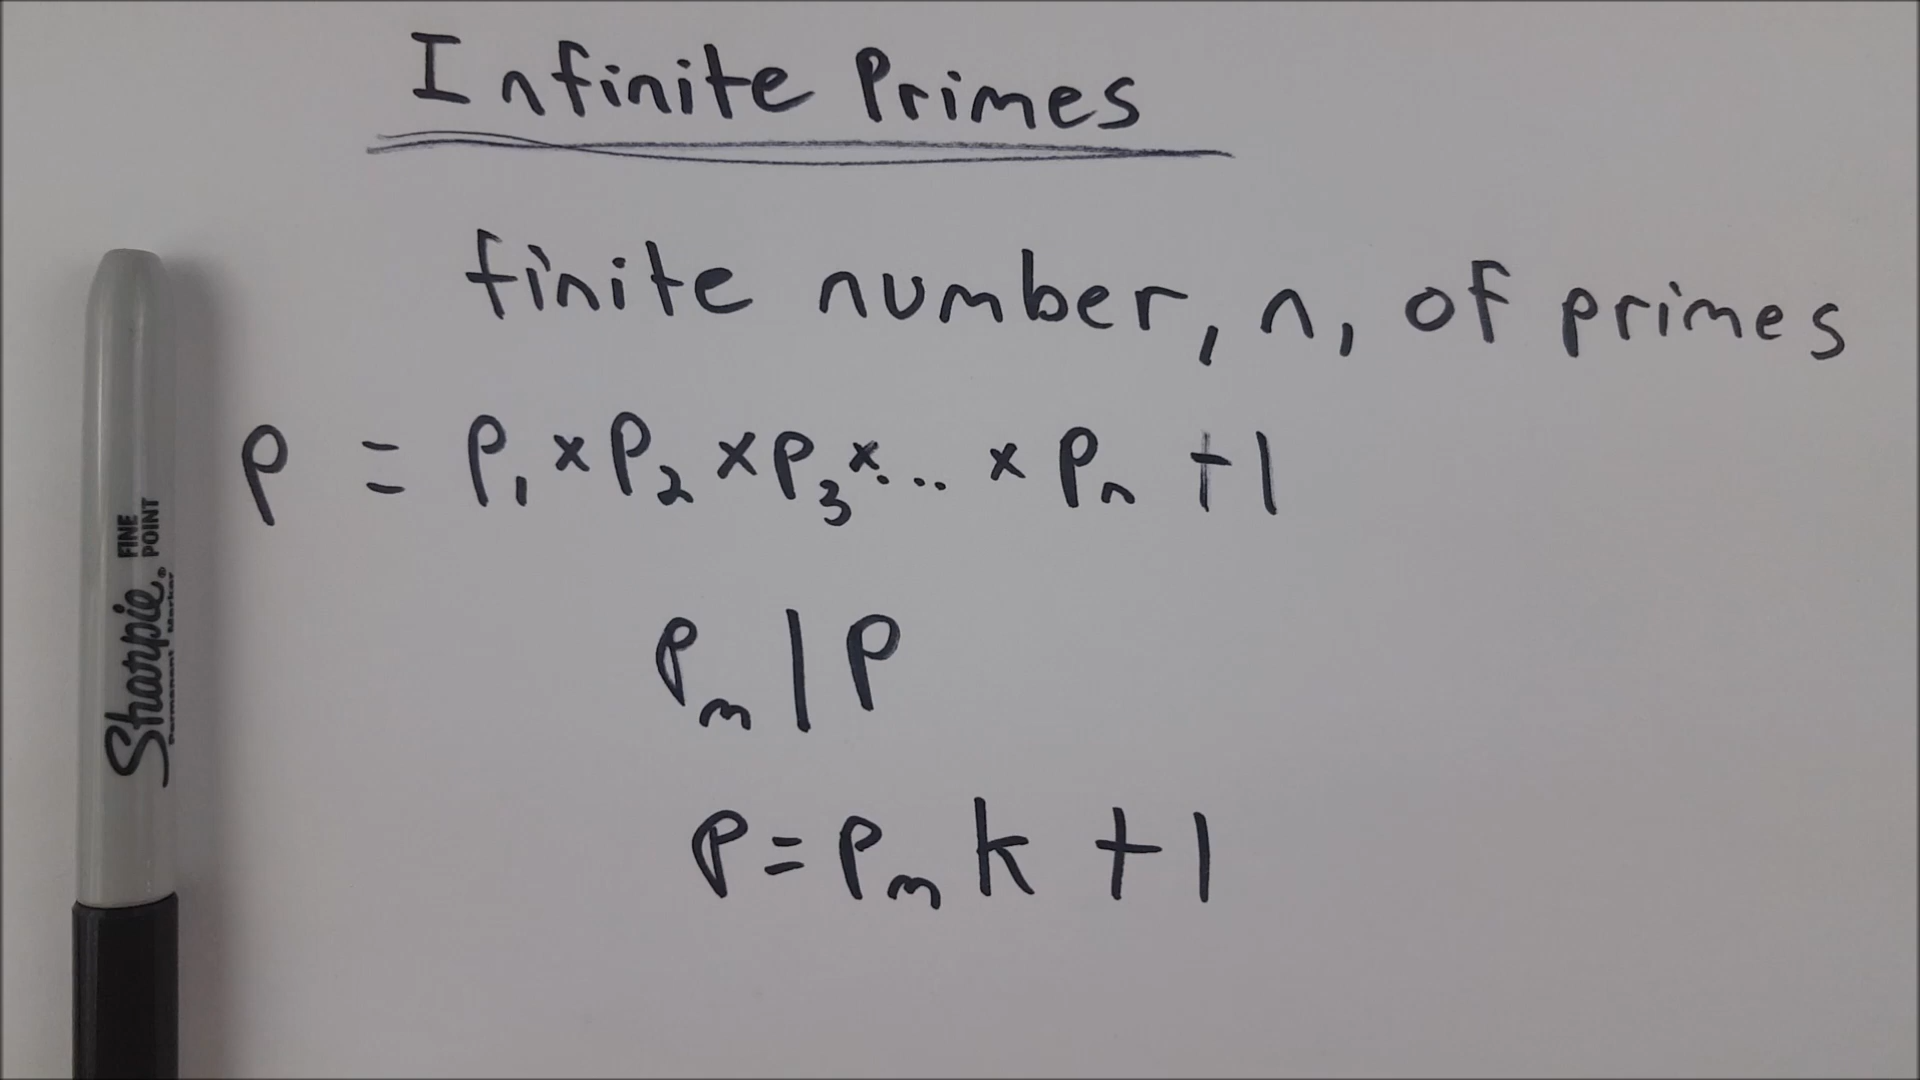 Infinite Primes
finite number, n, of primes
P = P₁ × P₂ × P₃ × ... × Pₙ + 1
Pₘ | P
P = Pₘ k + 1
Sharpie® FINE POINT
Permanent Marker